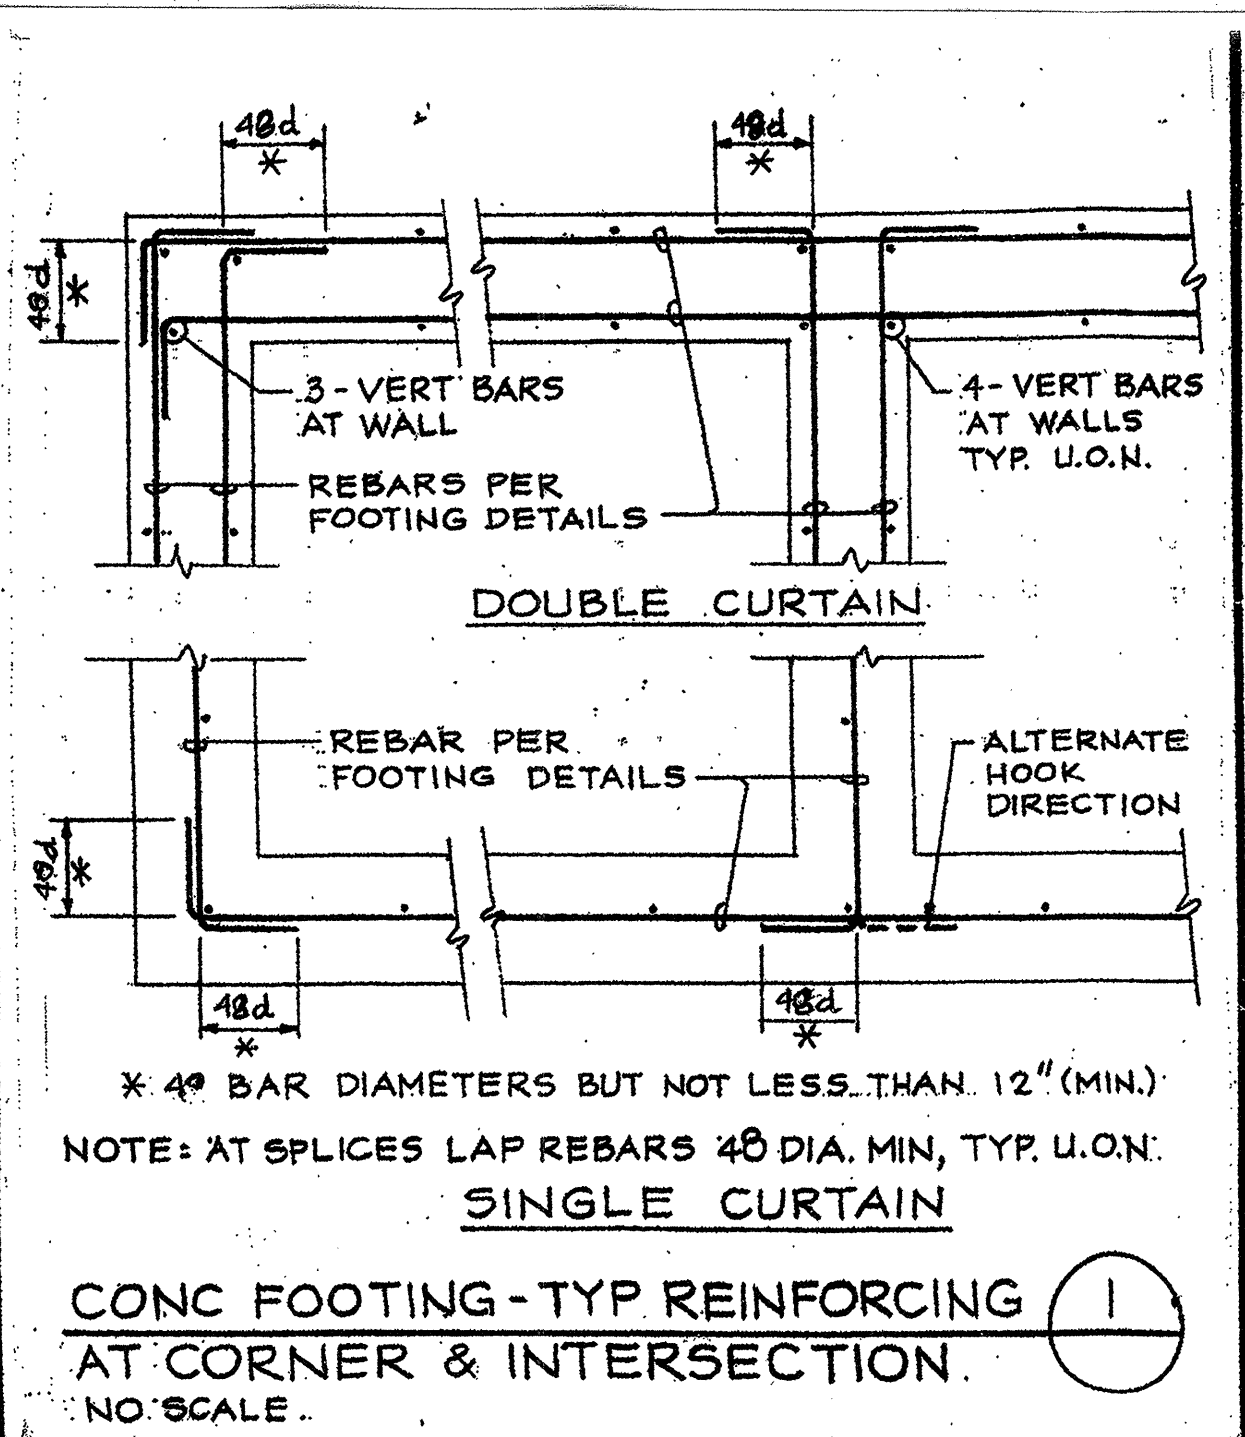 48d
*
48d
*
48d
*
3-VERT BARS
AT WALL
4-VERT BARS
AT WALLS
TYP. U.O.N.
REBARS PER
FOOTING DETAILS
DOUBLE CURTAIN
REBAR PER
FOOTING DETAILS
ALTERNATE
HOOK
DIRECTION
*
48d
*
48d
*
* BAR DIAMETERS BUT NOT LESS THAN 12" (MIN.)
NOTE: AT SPLICES LAP REBARS 48 DIA. MIN, TYP. U.O.N.
SINGLE CURTAIN
CONC FOOTING-TYP REINFORCING
1
AT CORNER & INTERSECTION
NO SCALE